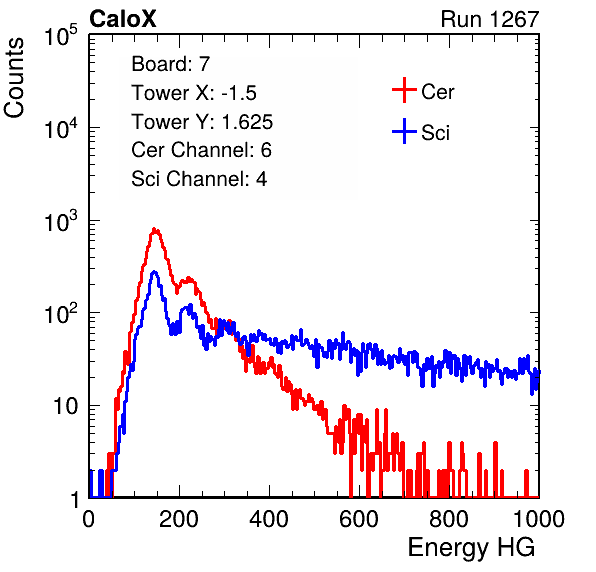 CaloX Run 1267
Counts
Board: 7
Tower X: -1.5
Tower Y: 1.625
Cer Channel: 6
Sci Channel: 4
Cer
Sci
10^5
10^4
10^3
10^2
10
1
0 200 400 600 800 1000
Energy HG